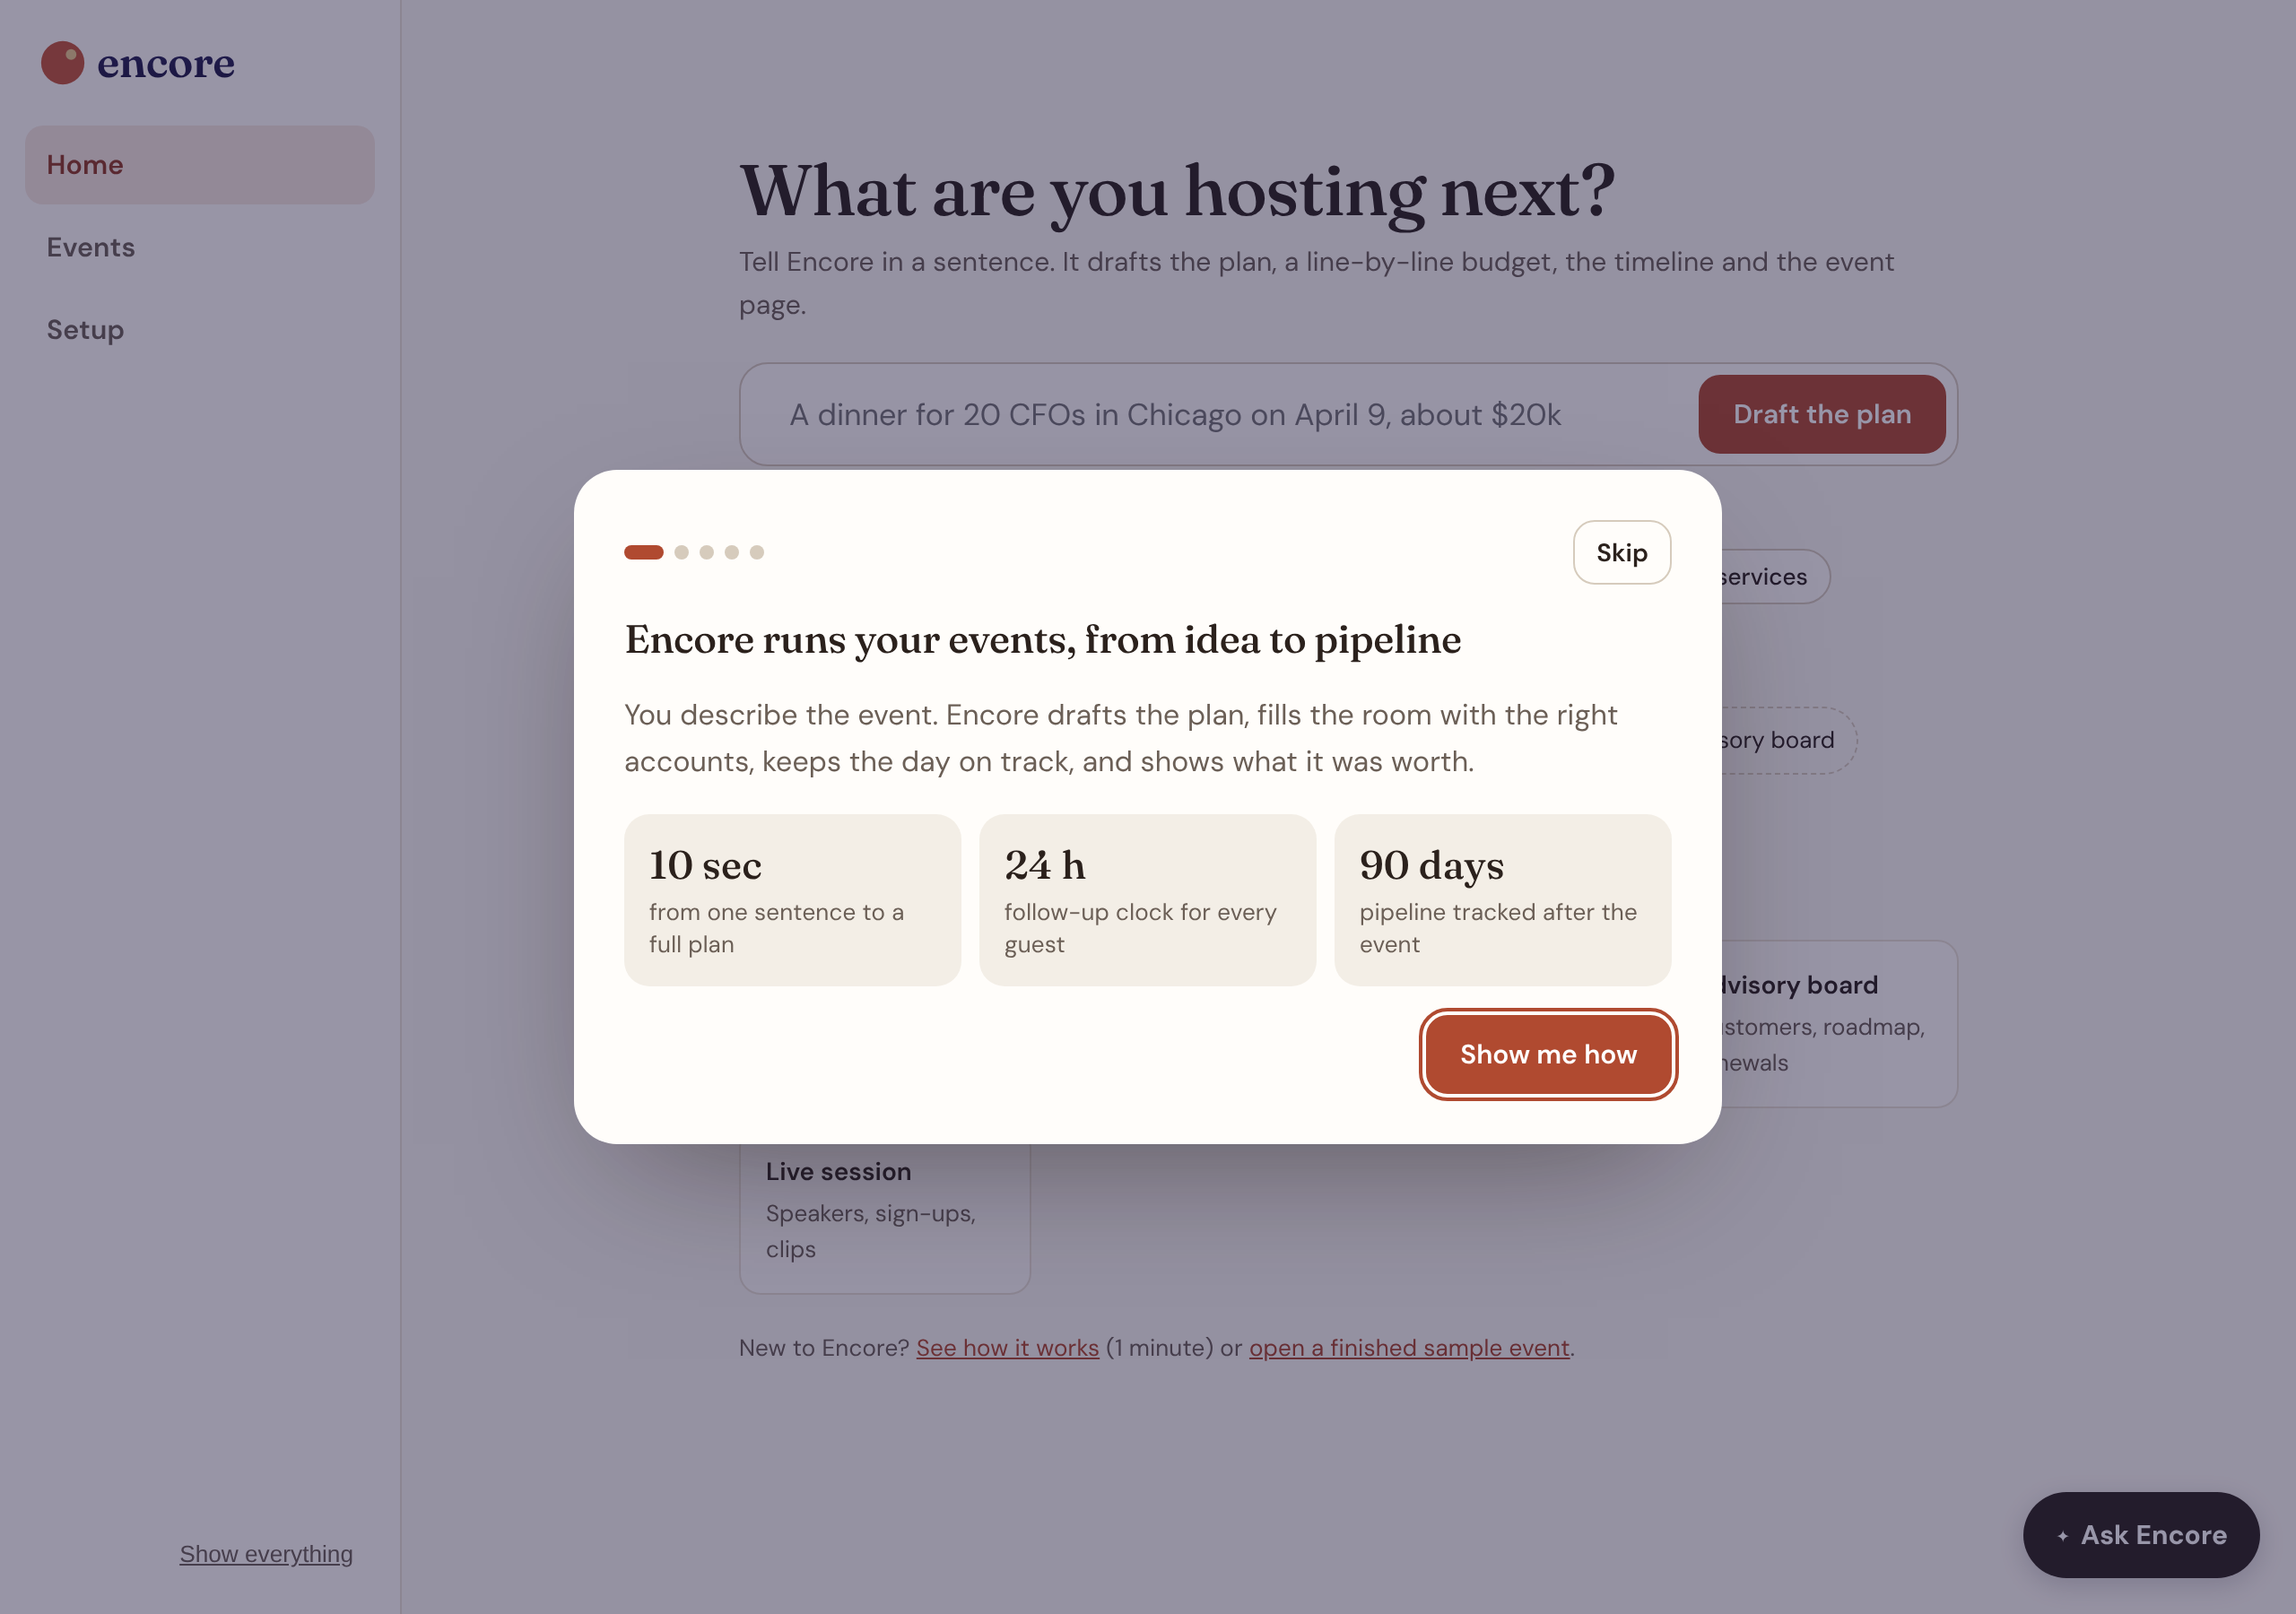 encore
Home
Events
Setup
What are you hosting next?
Tell Encore in a sentence. It drafts the plan, a line-by-line budget, the timeline and the event
page.
A dinner for 20 CFOs in Chicago on April 9, about $20k
Draft the plan
services
board
Skip
Encore runs your events, from idea to pipeline
You describe the event. Encore drafts the plan, fills the room with the right
accounts, keeps the day on track, and shows what it was worth.
10 sec
from one sentence to a
full plan
24 h
follow-up clock for every
guest
90 days
pipeline tracked after the
event
Show me how
board
roadmap,
Live session
Speakers, sign-ups,
clips
New to Encore? See how it works (1 minute) or open a finished sample event.
Show everything
Ask Encore